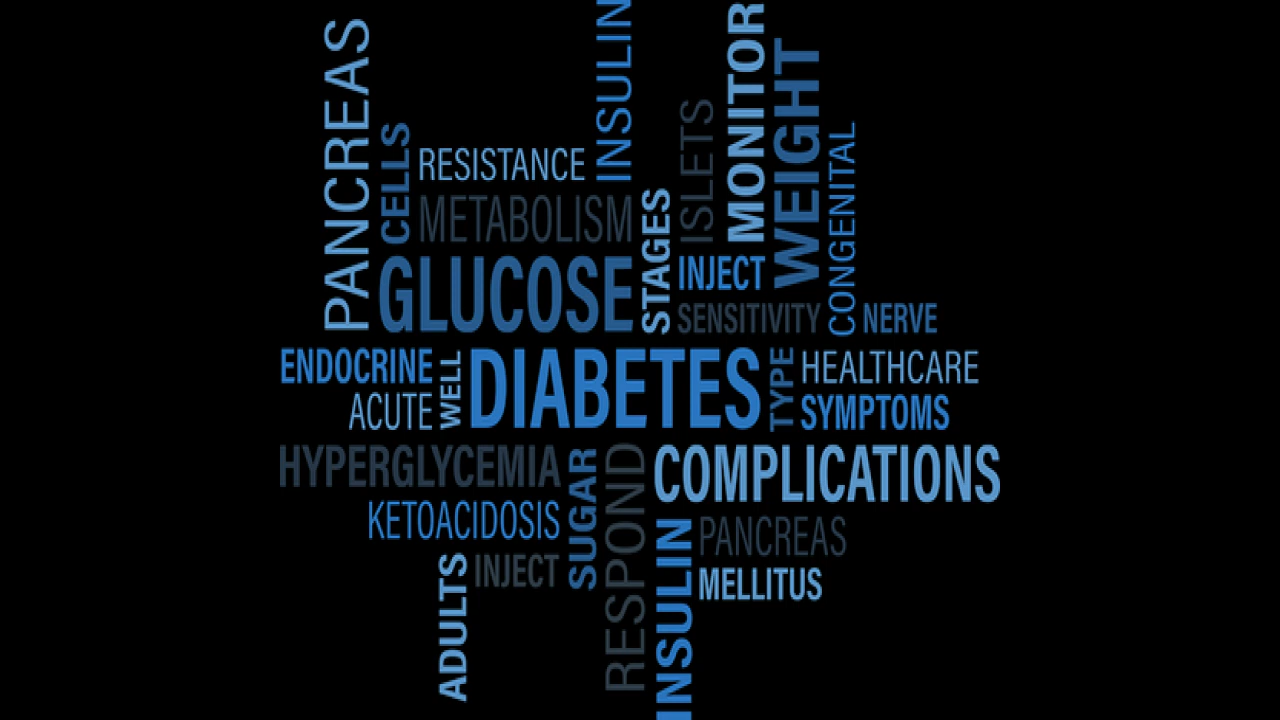 PANCREAS
CELLS
RESISTANCE
INSULIN
METABOLISM
GLUCOSE
STAGES
ISLETS
MONITOR
WEIGHT
CONGENITAL
INJECT
SENSITIVITY
NERVE
ENDOCRINE
ACUTE
WELL
DIABETES
TYPE
HEALTHCARE
SYMPTOMS
HYPERGLYCEMIA
KETOACIDOSIS
SUGAR
RESPOND
COMPLICATIONS
INSULIN
PANCREAS
MELLITUS
INJECT
ADULTS